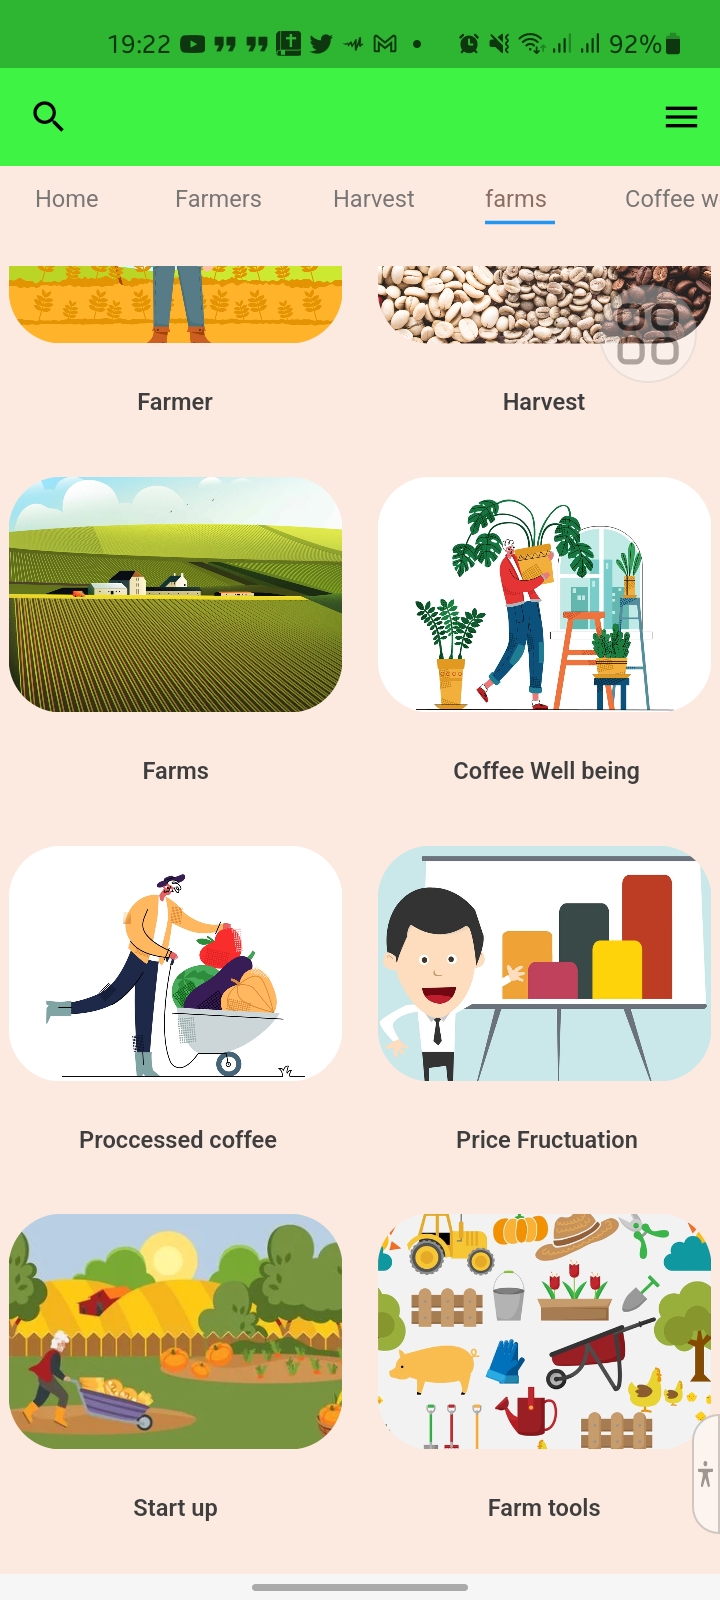 19:22
92%
Home Farmers Harvest farms Coffee w
Farmer Harvest
Farms Coffee Well being
Proccessed coffee Price Fructuation
Start up Farm tools